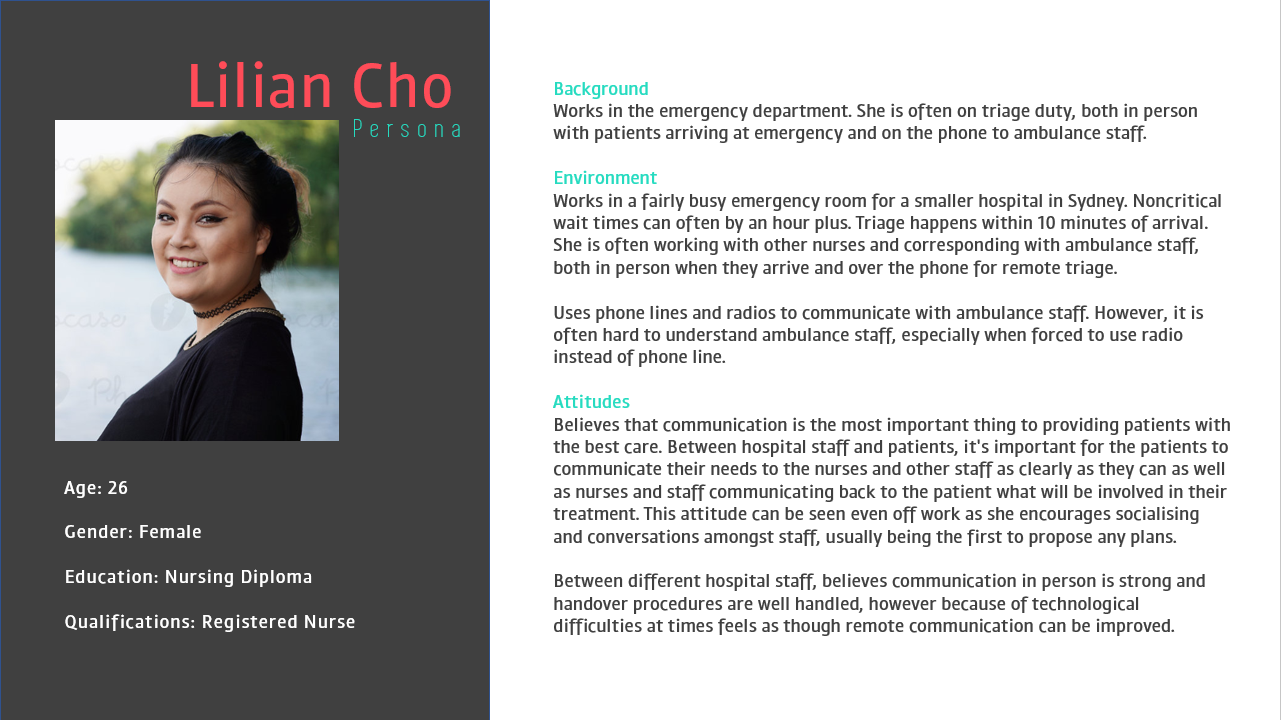 Lilian Cho
Persona
Age: 26
Gender: Female
Education: Nursing Diploma
Qualifications: Registered Nurse
Background
Works in the emergency department. She is often on triage duty, both in person
with patients arriving at emergency and on the phone to ambulance staff.
Environment
Works in a fairly busy emergency room for a smaller hospital in Sydney. Noncritical
wait times can often by an hour plus. Triage happens within 10 minutes of arrival.
She is often working with other nurses and corresponding with ambulance staff,
both in person when they arrive and over the phone for remote triage.
Uses phone lines and radios to communicate with ambulance staff. However, it is
often hard to understand ambulance staff, especially when forced to use radio
instead of phone line.
Attitudes
Believes that communication is the most important thing to providing patients with
the best care. Between hospital staff and patients, it's important for the patients to
communicate their needs to the nurses and other staff as clearly as they can as well
as nurses and staff communicating back to the patient what will be involved in their
treatment. This attitude can be seen even off work as she encourages socialising
and conversations amongst staff, usually being the first to propose any plans.
Between different hospital staff, believes communication in person is strong and
handover procedures are well handled, however because of technological
difficulties at times feels as though remote communication can be improved.